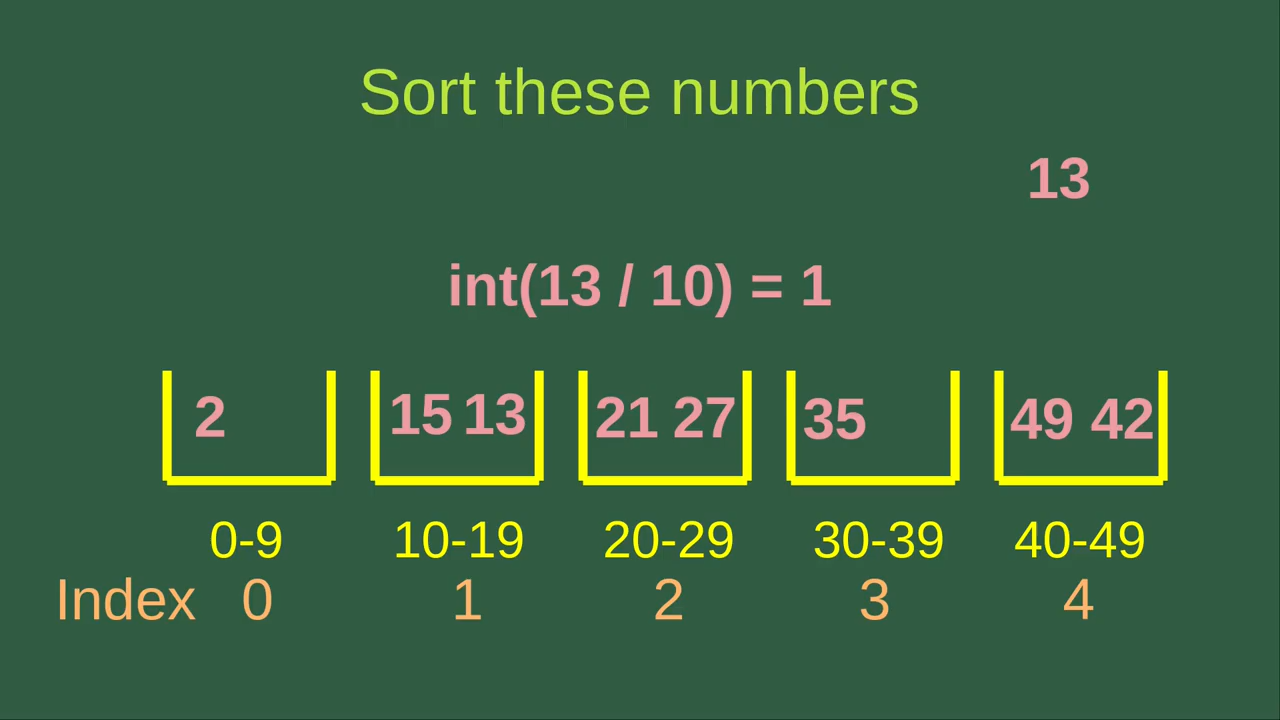 Sort these numbers
13
int(13 / 10) = 1
2 15 13 21 27 35 49 42
0-9 10-19 20-29 30-39 40-49
Index 0 1 2 3 4